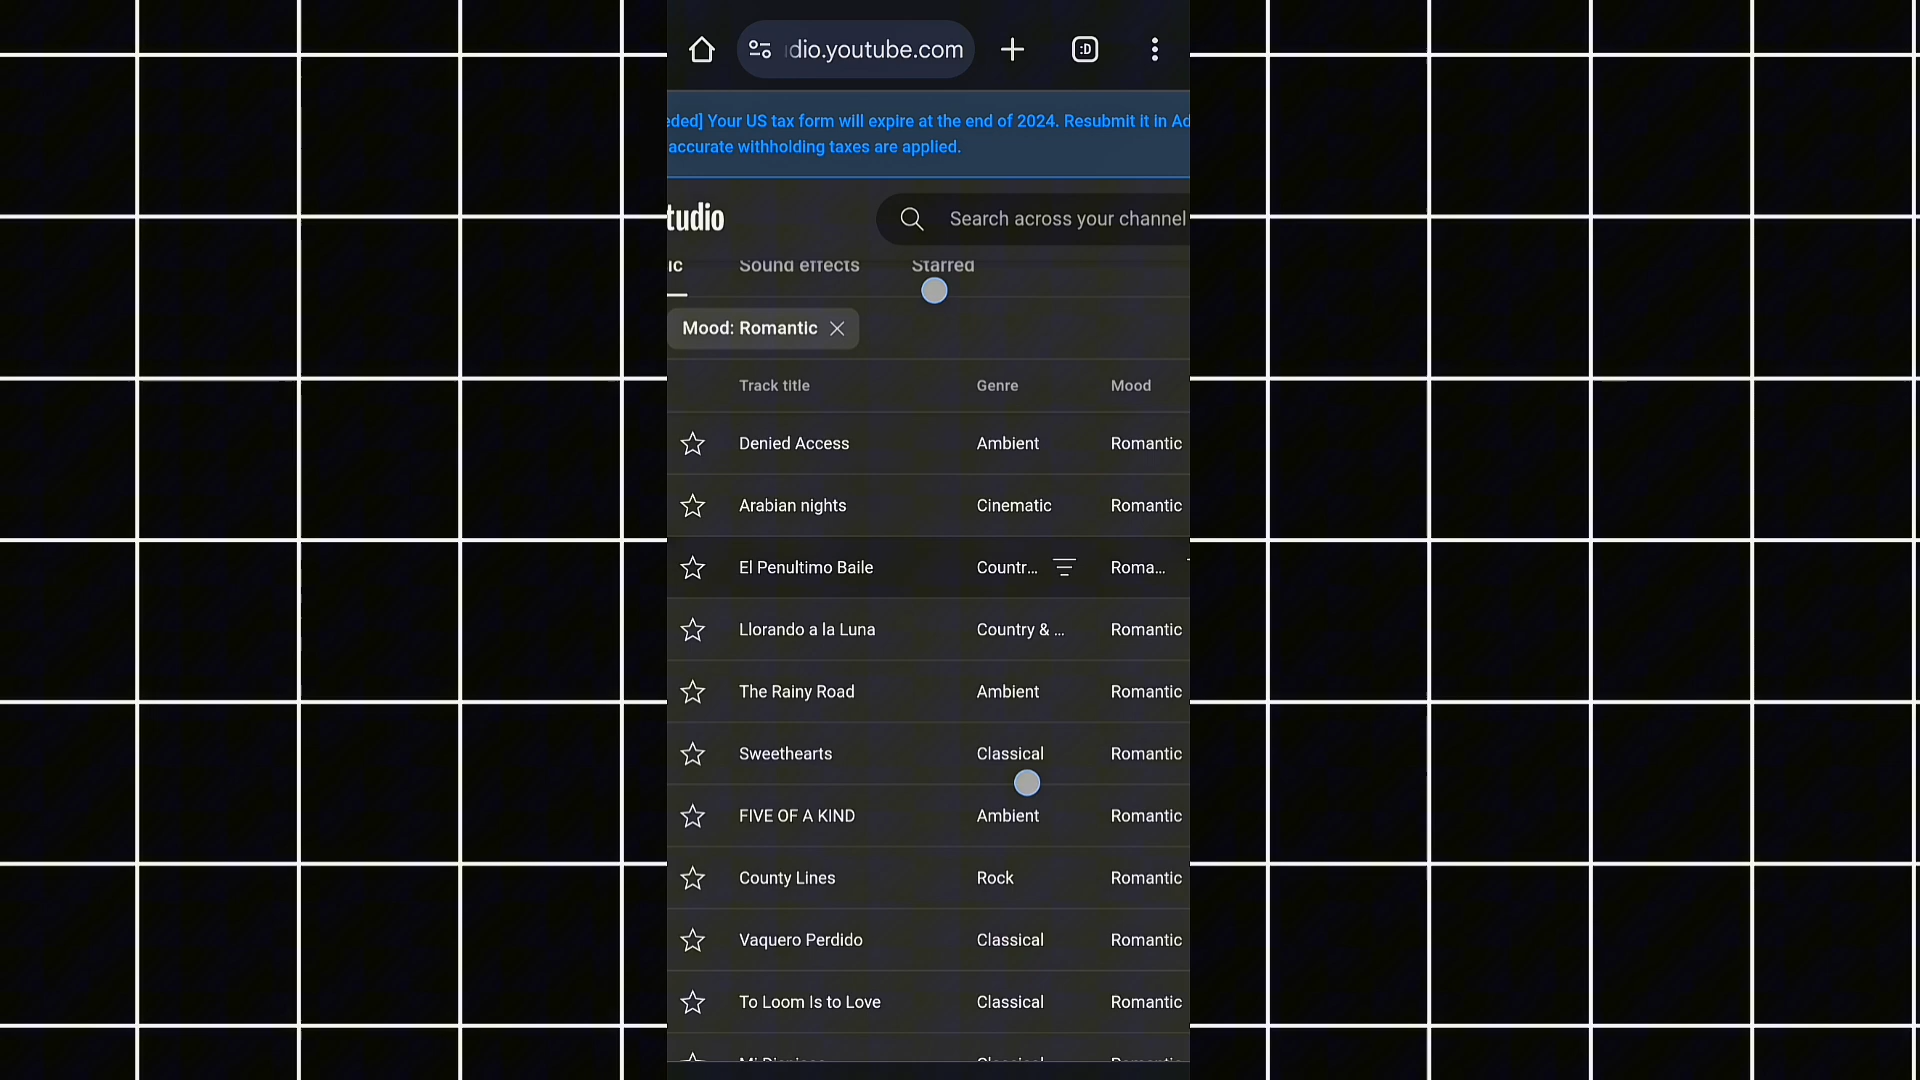 dio.youtube.com
:D
eded] Your US tax form will expire at the end of 2024. Resubmit it in Ad
accurate withholding taxes are applied.
tudio
Search across your channel
ic
Sound effects
Starred
Mood: Romantic
Track title Genre Mood
Denied Access Ambient Romantic
Arabian nights Cinematic Romantic
El Penultimo Baile Countr... Roma...
Llorando a la Luna Country & ... Romantic
The Rainy Road Ambient Romantic
Sweethearts Classical Romantic
FIVE OF A KIND Ambient Romantic
County Lines Rock Romantic
Vaquero Perdido Classical Romantic
To Loom Is to Love Classical Romantic
Classical Romantic